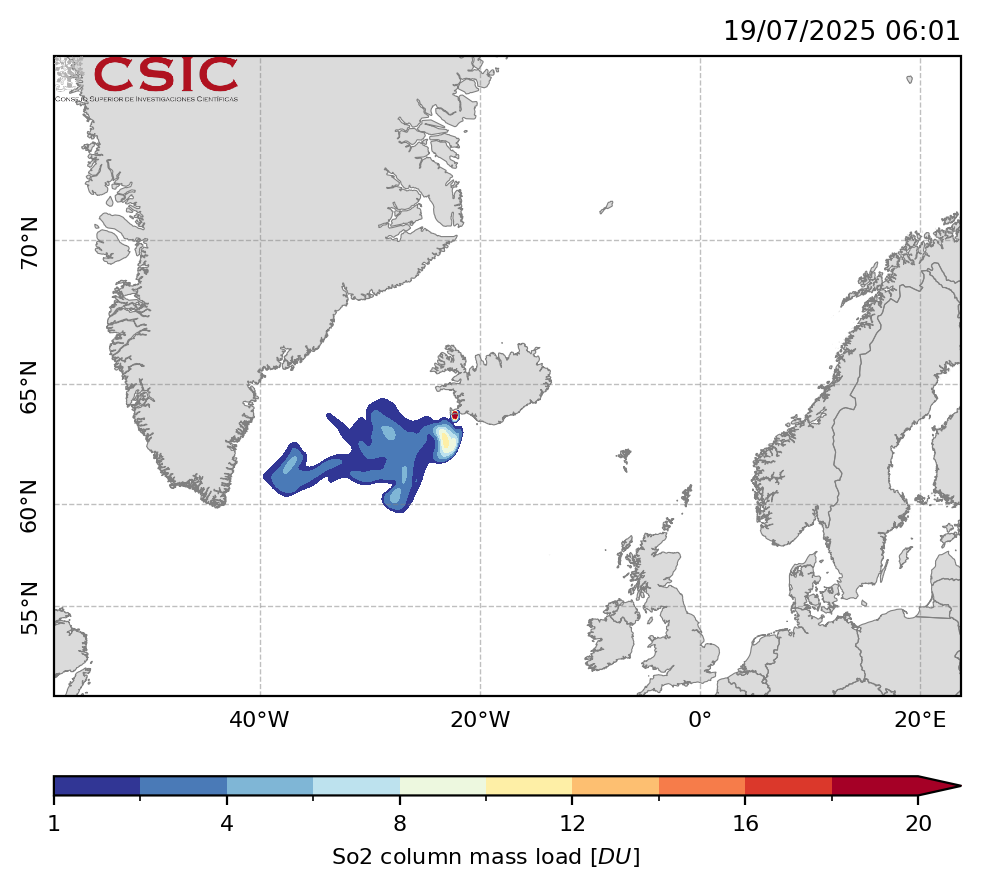 19/07/2025 06:01
CSIC
Consejo Superior de Investigaciones Científicas
70°N
65°N
60°N
55°N
40°W
20°W
0°
20°E
1
4
8
12
16
20
So2 column mass load [DU]